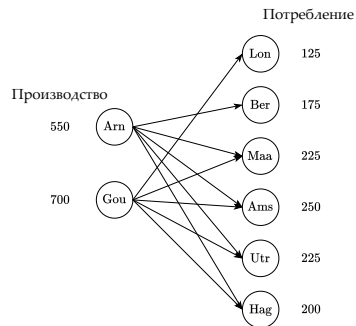 Потребление
Lon 125
Производство
Ber 175
550 Arn
Maa 225
700 Gou
Ams 250
Utr 225
Hag 200